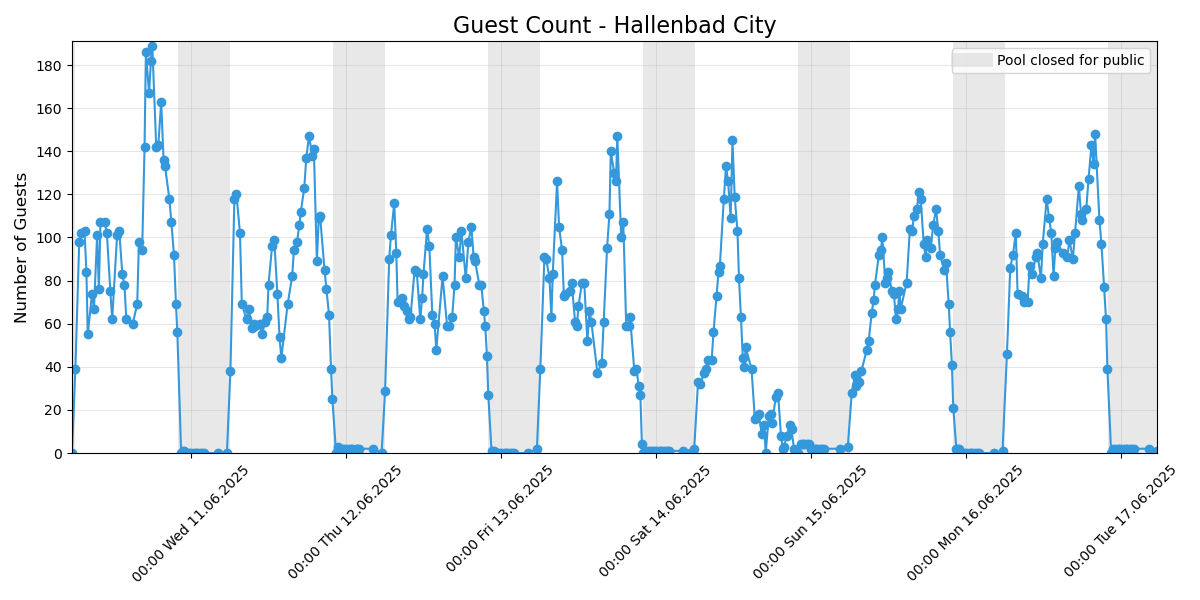 Guest Count - Hallenbad City
Pool closed for public
Number of Guests
180
160
140
120
100
80
60
40
20
0
00:00 Wed 11.06.2025
00:00 Thu 12.06.2025
00:00 Fri 13.06.2025
00:00 Sat 14.06.2025
00:00 Sun 15.06.2025
00:00 Mon 16.06.2025
00:00 Tue 17.06.2025